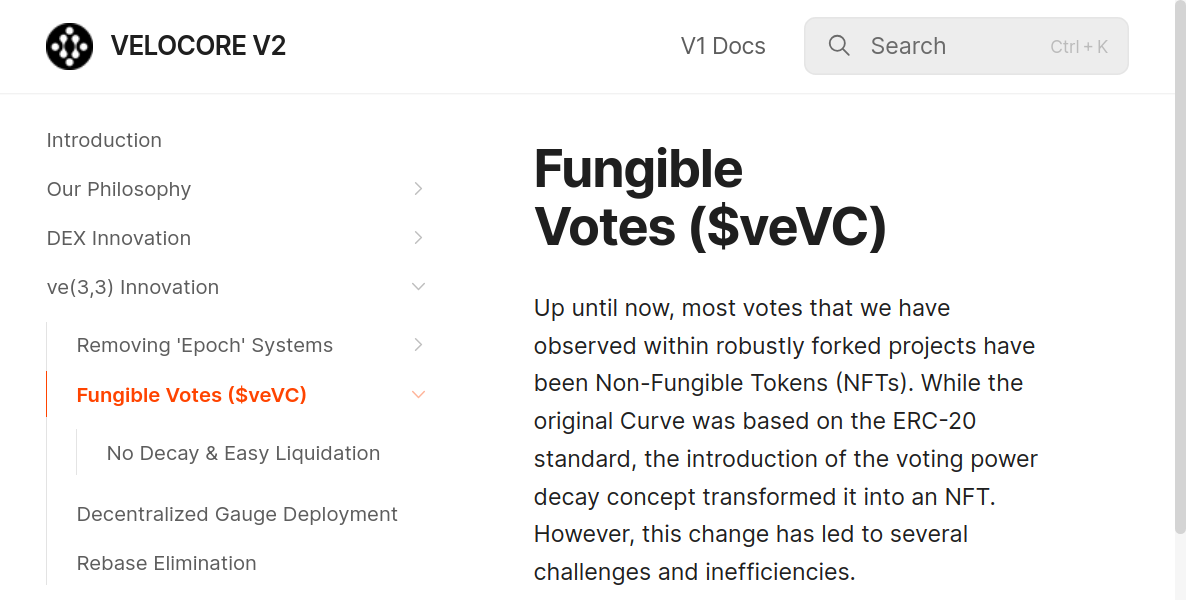 VELOCORE V2
V1 Docs
Search
Ctrl + K
Introduction
Our Philosophy
DEX Innovation
ve(3,3) Innovation
Removing 'Epoch' Systems
Fungible Votes ($veVC)
No Decay & Easy Liquidation
Decentralized Gauge Deployment
Rebase Elimination
Fungible
Votes ($veVC)
Up until now, most votes that we have
observed within robustly forked projects have
been Non-Fungible Tokens (NFTs). While the
original Curve was based on the ERC-20
standard, the introduction of the voting power
decay concept transformed it into an NFT.
However, this change has led to several
challenges and inefficiencies.